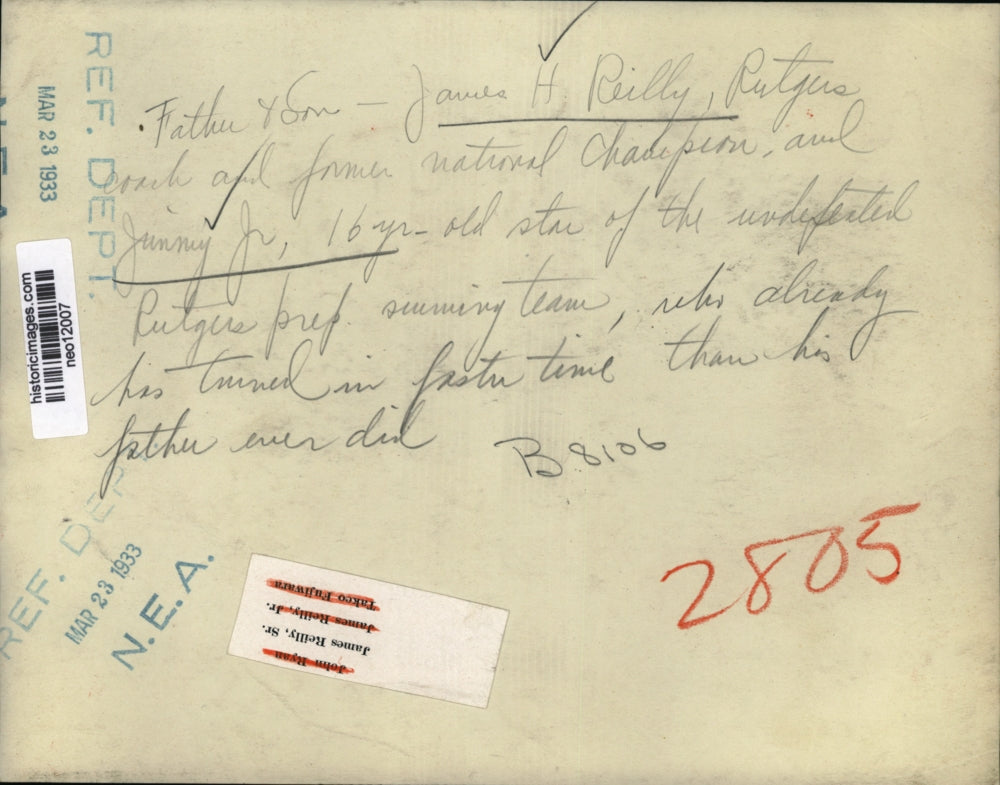 Father & Son — James H. Reilly, Rutgers
coach and former national champion, and
Jimmy Jr, 16-yr-old star of the undefeated
Rutgers prep. swimming team, who already
has turned in faster time than his
father ever did
B 8106
2805
REF. DEPT.
MAR 23 1933
N.E.A.
historicimages.com
neo12007
REF. DEPT.
MAR 23 1933
N.E.A.
John Ryan
James Reilly, Sr.
James Reilly, Jr.
Takeo Fujiwara